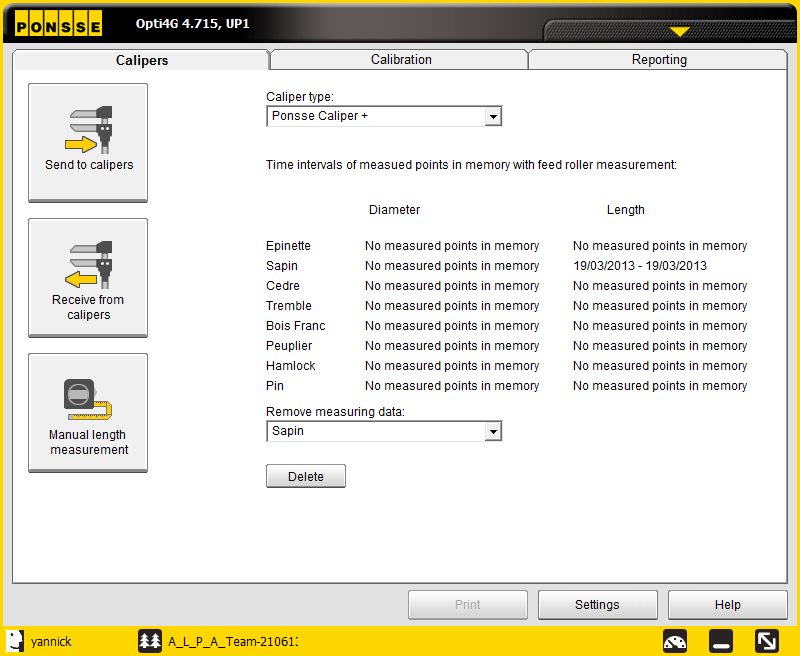 PONSSE Opti4G 4.715, UP1
Calipers Calibration Reporting
Send to calipers
Receive from
calipers
Manual length
measurement
Caliper type:
Ponsse Caliper +
Time intervals of measued points in memory with feed roller measurement:
Diameter Length
Epinette No measured points in memory No measured points in memory
Sapin No measured points in memory 19/03/2013 - 19/03/2013
Cedre No measured points in memory No measured points in memory
Tremble No measured points in memory No measured points in memory
Bois Franc No measured points in memory No measured points in memory
Peuplier No measured points in memory No measured points in memory
Hamlock No measured points in memory No measured points in memory
Pin No measured points in memory No measured points in memory
Remove measuring data:
Sapin
Delete
Print Settings Help
yannick A_L_P_A_Team-21061